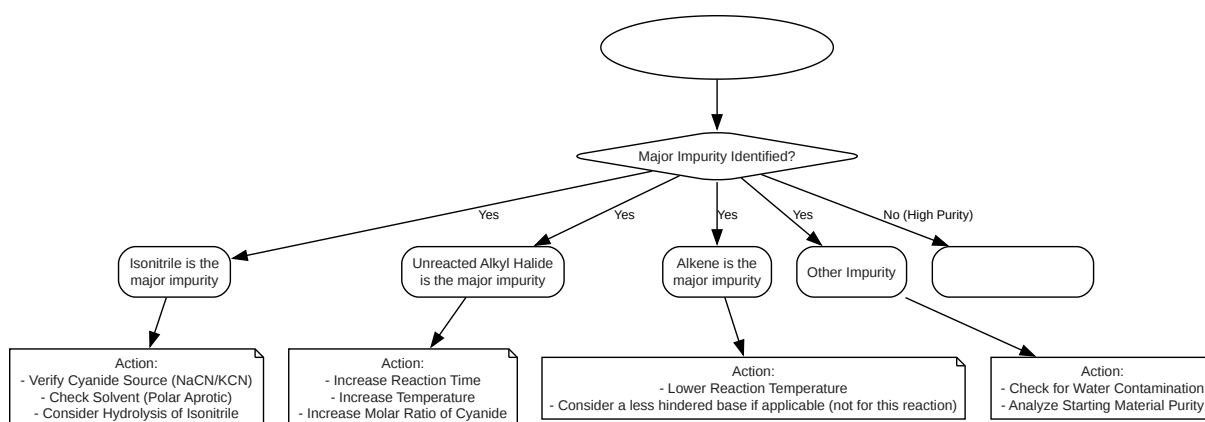 Major Impurity Identified?
Yes
Yes
Yes
Yes
No (High Purity)
Isonitrile is the
major impurity
Unreacted Alkyl Halide
is the major impurity
Alkene is the
major impurity
Other Impurity
Action:
- Verify Cyanide Source (NaCN/KCN)
- Check Solvent (Polar Aprotic)
- Consider Hydrolysis of Isonitrile
Action:
- Increase Reaction Time
- Increase Temperature
- Increase Molar Ratio of Cyanide
Action:
- Lower Reaction Temperature
- Consider a less hindered base if applicable (not for this reaction)
Action:
- Check for Water Contamination
- Analyze Starting Material Purity